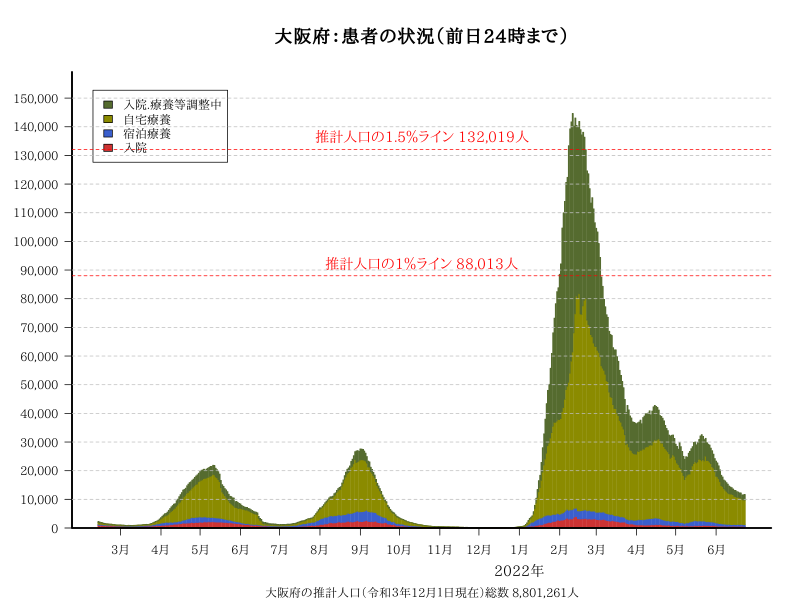 大阪府：患者の状況（前日24時まで）
150,000
140,000
130,000
120,000
110,000
100,000
90,000
80,000
70,000
60,000
50,000
40,000
30,000
20,000
10,000
0
入院.療養等調整中
自宅療養
宿泊療養
入院
推計人口の1.5%ライン 132,019人
推計人口の1%ライン 88,013人
3月 4月 5月 6月 7月 8月 9月 10月 11月 12月 1月 2月 3月 4月 5月 6月
2022年
大阪府の推計人口（令和3年12月1日現在）総数 8,801,261人